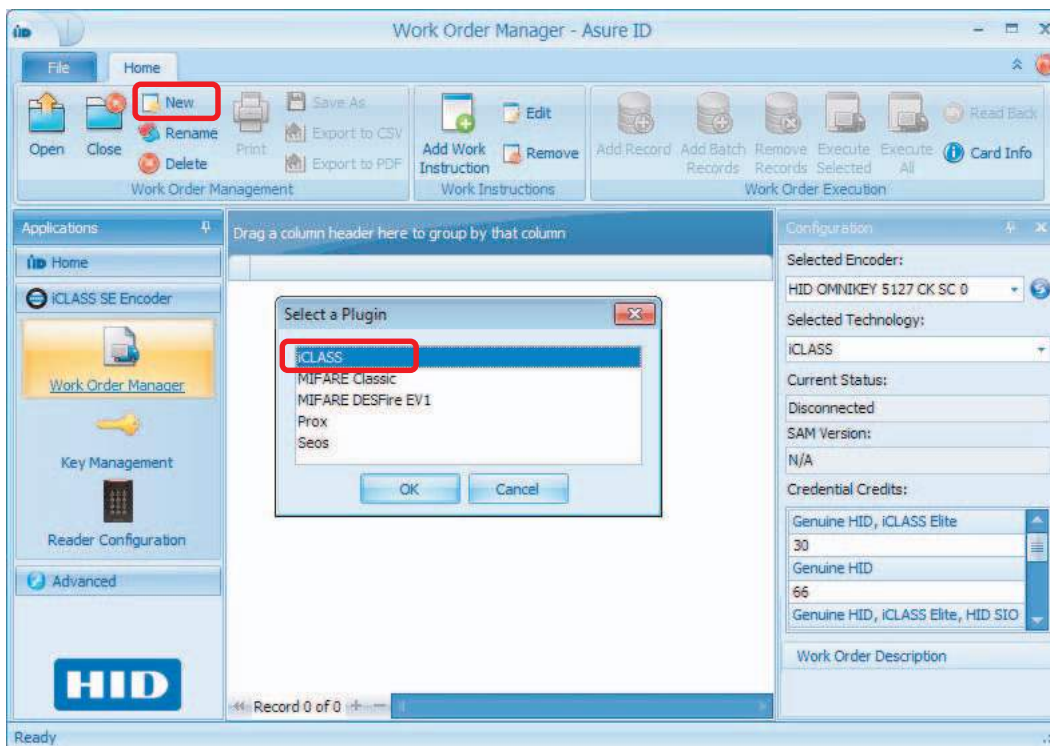 Work Order Manager - Asure ID
File
Home
Open
Close
New
Rename
Delete
Print
Save As
Export to CSV
Export to PDF
Work Order Management
Add Work
Instruction
Edit
Remove
Work Instructions
Add Record
Add Batch
Records
Remove
Records
Execute
Selected
Execute
All
Read Back
Card Info
Work Order Execution
Applications
Home
iCLASS SE Encoder
Work Order Manager
Key Management
Reader Configuration
Advanced
HID
Drag a column header here to group by that column
Select a Plugin
iCLASS
MIFARE Classic
MIFARE DESFire EV1
Prox
Seos
OK
Cancel
Record 0 of 0
Configuration
Selected Encoder:
HID OMNIKEY 5127 CK SC 0
Selected Technology:
iCLASS
Current Status:
Disconnected
SAM Version:
N/A
Credential Credits:
Genuine HID, iCLASS Elite
30
Genuine HID
66
Genuine HID, iCLASS Elite, HID SIO
Work Order Description
Ready